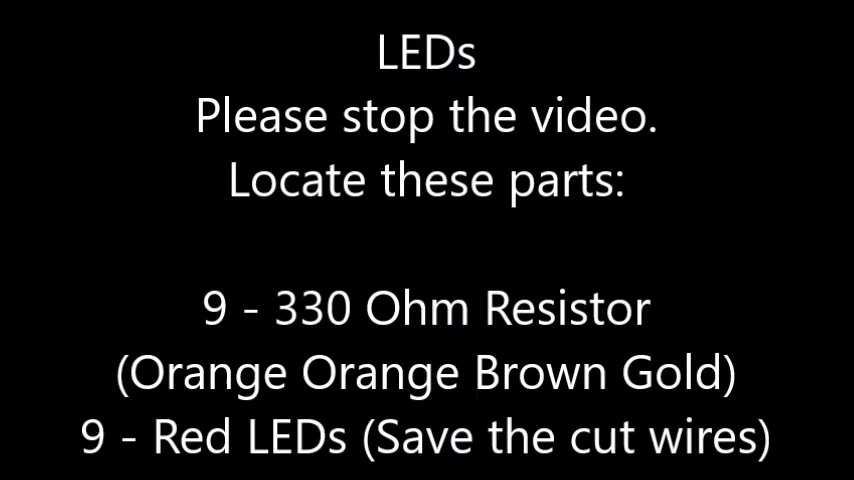 LEDs
Please stop the video.
Locate these parts:
9 - 330 Ohm Resistor
(Orange Orange Brown Gold)
9 - Red LEDs (Save the cut wires)